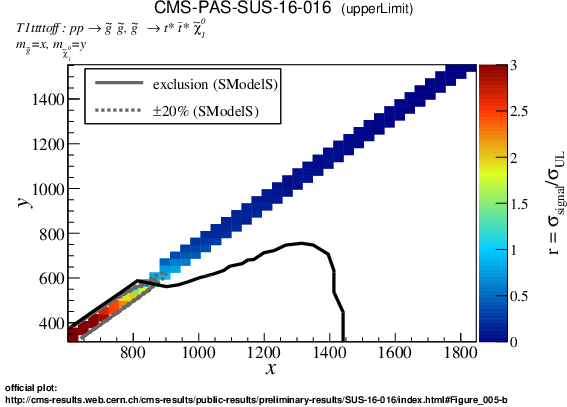 CMS-PAS-SUS-16-016 (upperLimit)
T1ttttoff : pp → g̃ g̃, g̃ → t* t̄* χ̃₁⁰
m_g̃=x, m_χ̃₁⁰=y
exclusion (SModelS)
±20% (SModelS)
1400
1200
1000
800
600
400
y
800 1000 1200 1400 1600 1800
x
3
2.5
2
1.5
1
0.5
0
r = σ_signal/σ_UL
official plot:
http://cms-results.web.cern.ch/cms-results/public-results/preliminary-results/SUS-16-016/index.html#Figure_005-b